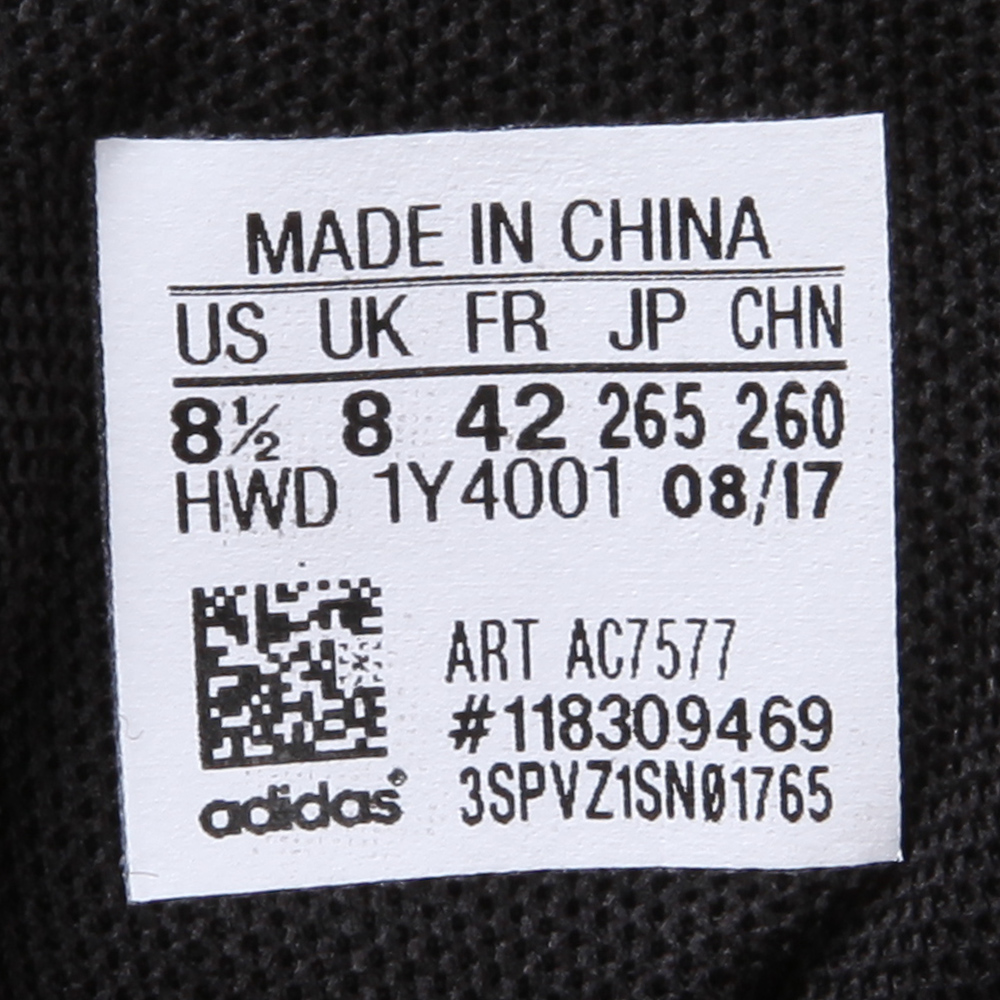 MADE IN CHINA
US UK FR JP CHN
8½ 8 42 265 260
HWD 1Y4001 08/17
ART AC7577
#118309469
adidas®
3SPVZ1SNØ1765